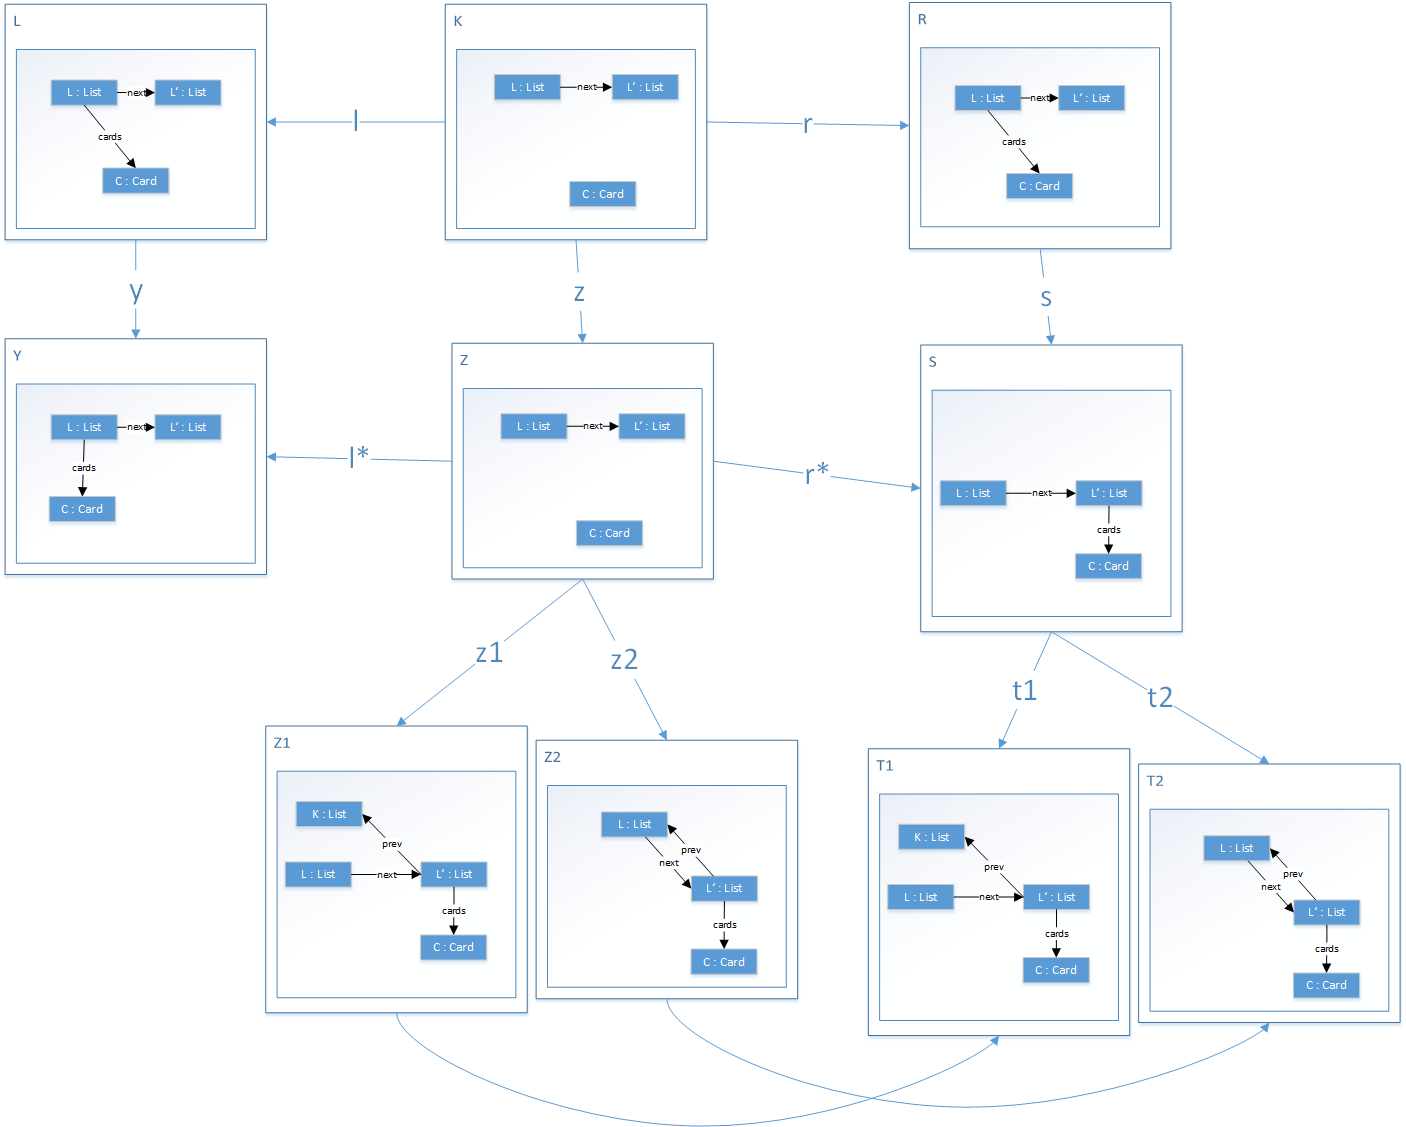 L
L : List
next
L’ : List
cards
C : Card
K
L : List
next
L’ : List
C : Card
R
L : List
next
L’ : List
cards
C : Card
l
r
y
z
s
Y
L : List
next
L’ : List
cards
C : Card
Z
L : List
next
L’ : List
C : Card
S
L : List
next
L’ : List
cards
C : Card
l*
r*
z1
z2
t1
t2
Z1
K : List
prev
L : List
next
L’ : List
cards
C : Card
Z2
L : List
prev
next
L’ : List
cards
C : Card
T1
K : List
prev
L : List
next
L’ : List
cards
C : Card
T2
L : List
prev
next
L’ : List
cards
C : Card